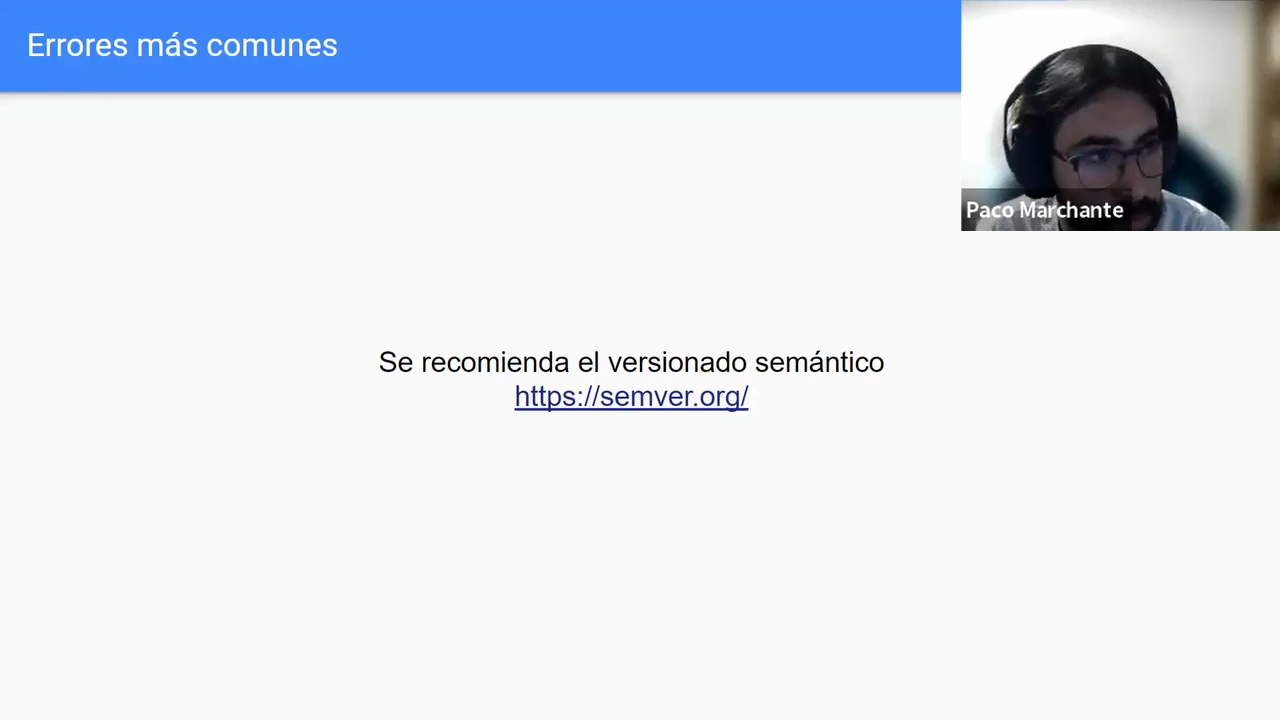 Errores más comunes
Paco Marchante
Se recomienda el versionado semántico
https://semver.org/